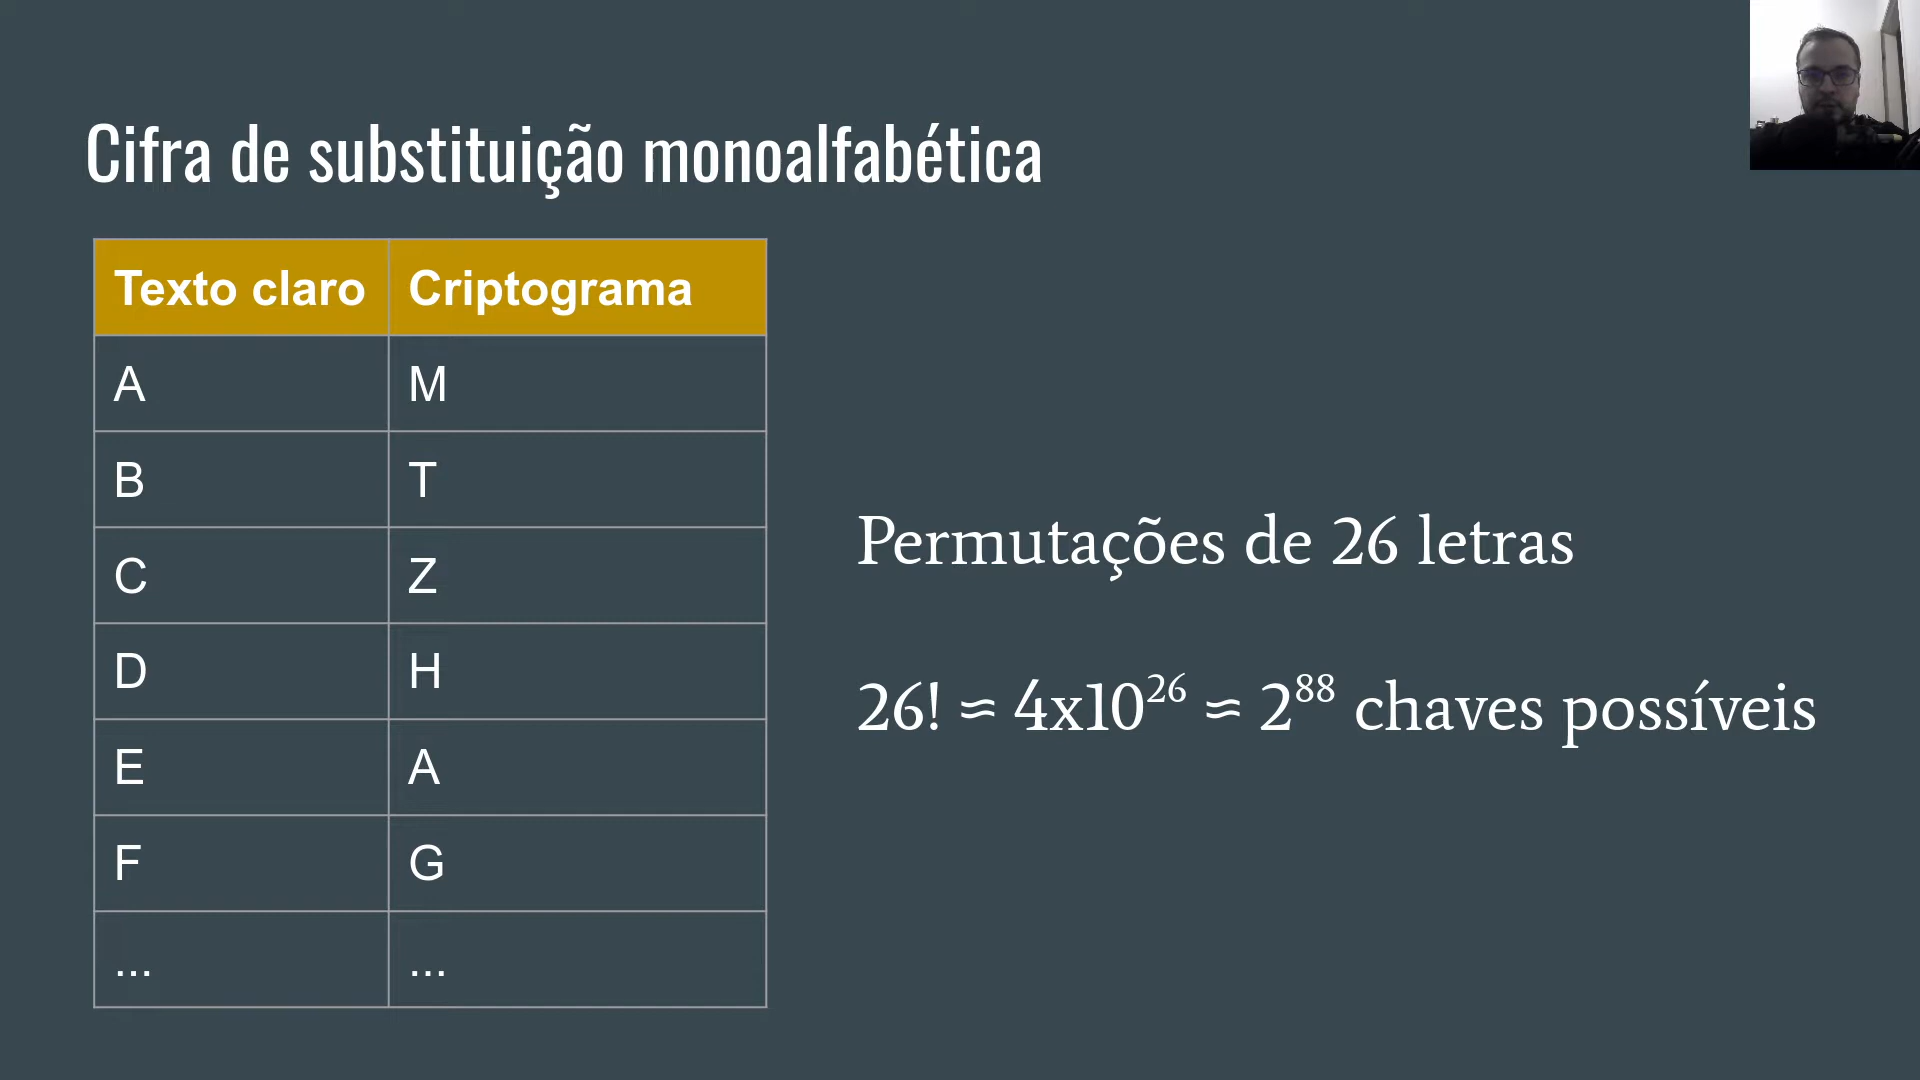 Cifra de substituição monoalfabética
Texto claro Criptograma
A M
B T
C Z
D H
E A
F G
... ...
Permutações de 26 letras
26! ≈ 4x10²⁶ ≈ 2⁸⁸ chaves possíveis